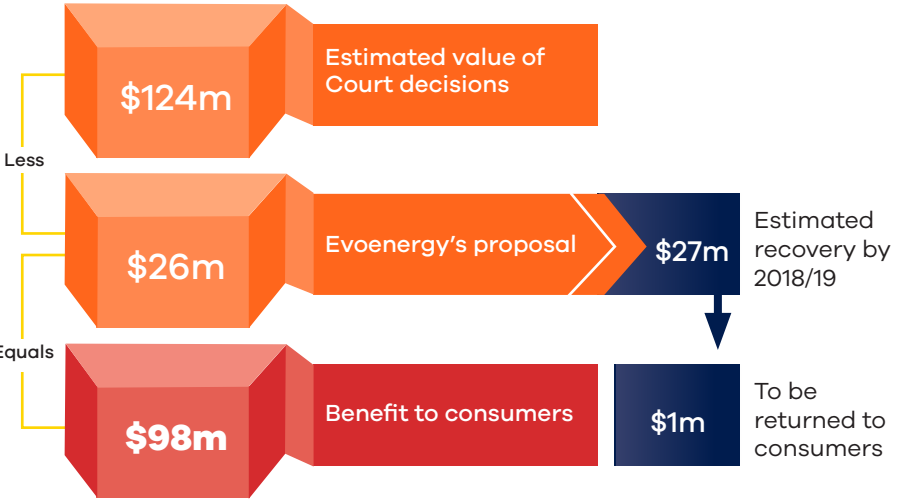 $124m
Estimated value of
Court decisions
Less
$26m
Evoenergy's proposal
$27m
Estimated
recovery by
2018/19
Equals
$98m
Benefit to consumers
$1m
To be
returned to
consumers